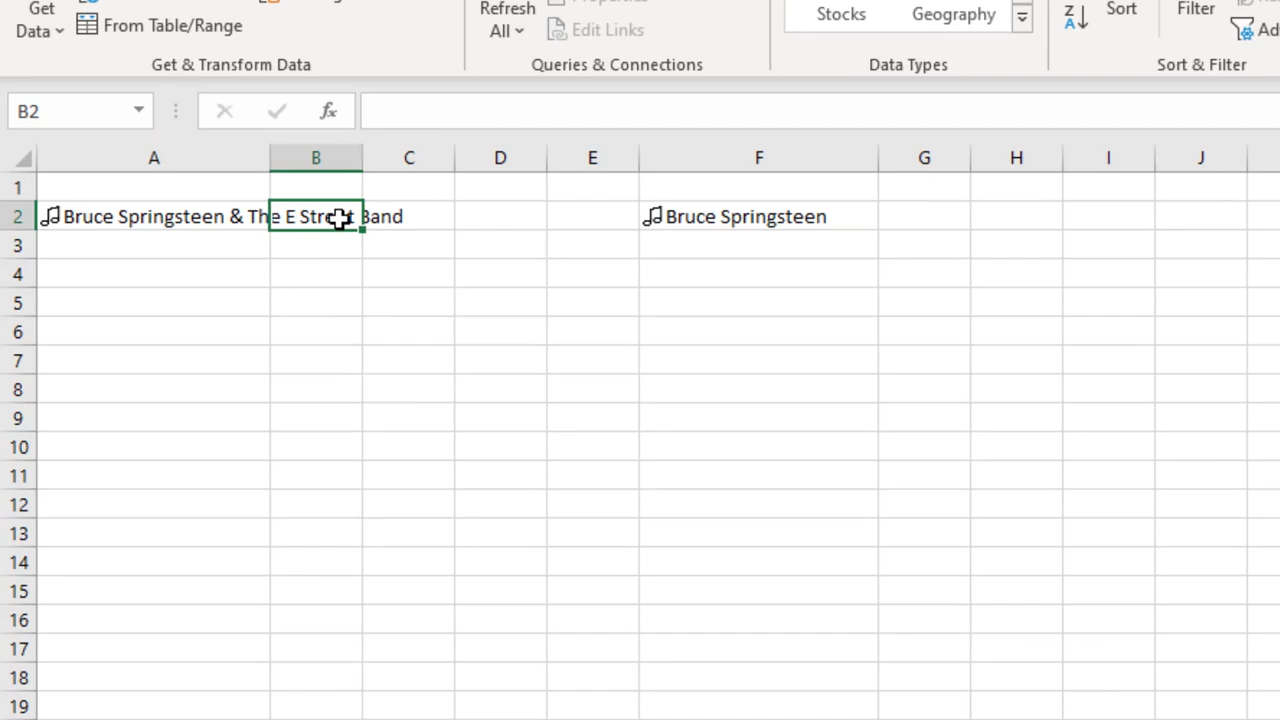 Get
Data
From Table/Range
Get & Transform Data
Refresh
All
Properties
Edit Links
Queries & Connections
Stocks
Geography
Data Types
Z
A
Sort
Filter
Sort & Filter
B2
fx
A B C D E F G H I J
1
2 Bruce Springsteen & The E Street Band Bruce Springsteen
3
4
5
6
7
8
9
10
11
12
13
14
15
16
17
18
19